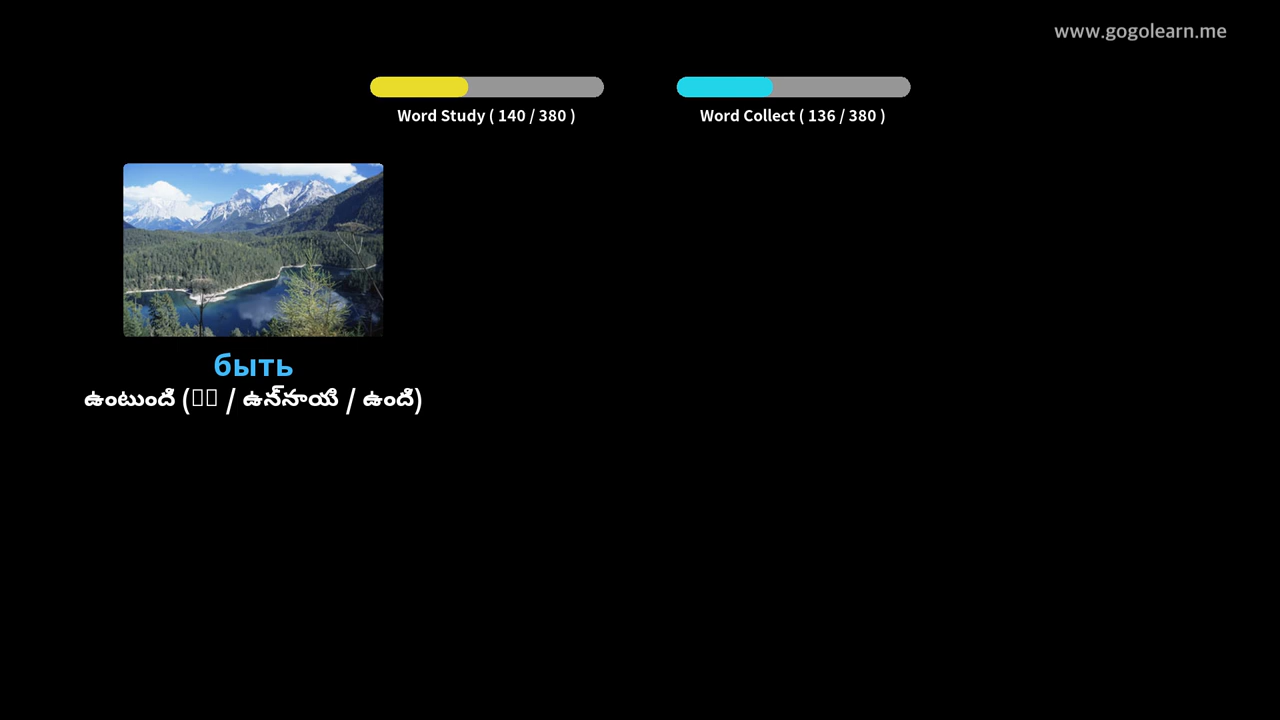 www.gogolearn.me
Word Study ( 140 / 380 )
Word Collect ( 136 / 380 )
быть
ఉంటుంది ( / ఉన్నాయి / ఉంది)